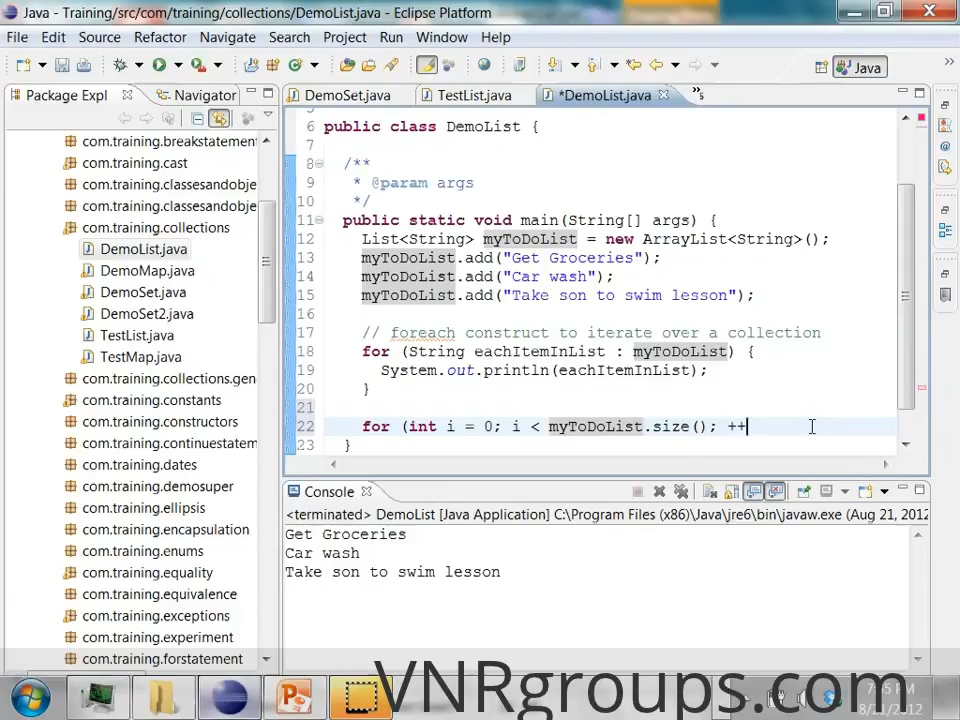 Java - Training/src/com/training/collections/DemoList.java - Eclipse Platform
File Edit Source Refactor Navigate Search Project Run Window Help
Java
Package Expl Navigator
DemoSet.java TestList.java *DemoList.java »5
com.training.breakstatement
com.training.cast
com.training.classesandobje
com.training.classesandobje
com.training.collections
DemoList.java
DemoMap.java
DemoSet.java
DemoSet2.java
TestList.java
TestMap.java
com.training.collections.gen
com.training.constants
com.training.constructors
com.training.continuestatem
com.training.dates
com.training.demosuper
com.training.ellipsis
com.training.encapsulation
com.training.enums
com.training.equality
com.training.equivalence
com.training.exceptions
com.training.experiment
com.training.forstatement
6 public class DemoList {
7
8 /**
9 * @param args
10 */
11 public static void main(String[] args) {
12 List<String> myToDoList = new ArrayList<String>();
13 myToDoList.add("Get Groceries");
14 myToDoList.add("Car wash");
15 myToDoList.add("Take son to swim lesson");
16
17 // foreach construct to iterate over a collection
18 for (String eachItemInList : myToDoList) {
19 System.out.println(eachItemInList);
20 }
21
22 for (int i = 0; i < myToDoList.size(); ++
23 }
Console
<terminated> DemoList [Java Application] C:\Program Files (x86)\Java\jre6\bin\javaw.exe (Aug 21, 2012
Get Groceries
Car wash
Take son to swim lesson
VNRgroups.com
8/21/2012